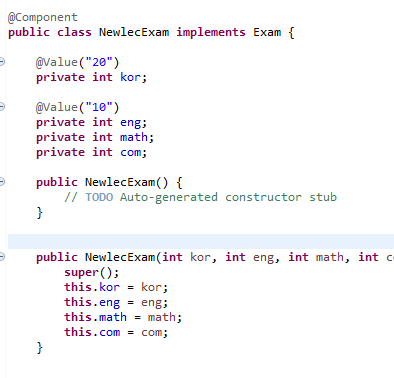 @Component
public class NewlecExam implements Exam {
@Value("20")
private int kor;
@Value("10")
private int eng;
private int math;
private int com;
public NewlecExam() {
// TODO Auto-generated constructor stub
}
public NewlecExam(int kor, int eng, int math, int c
super();
this.kor = kor;
this.eng = eng;
this.math = math;
this.com = com;
}